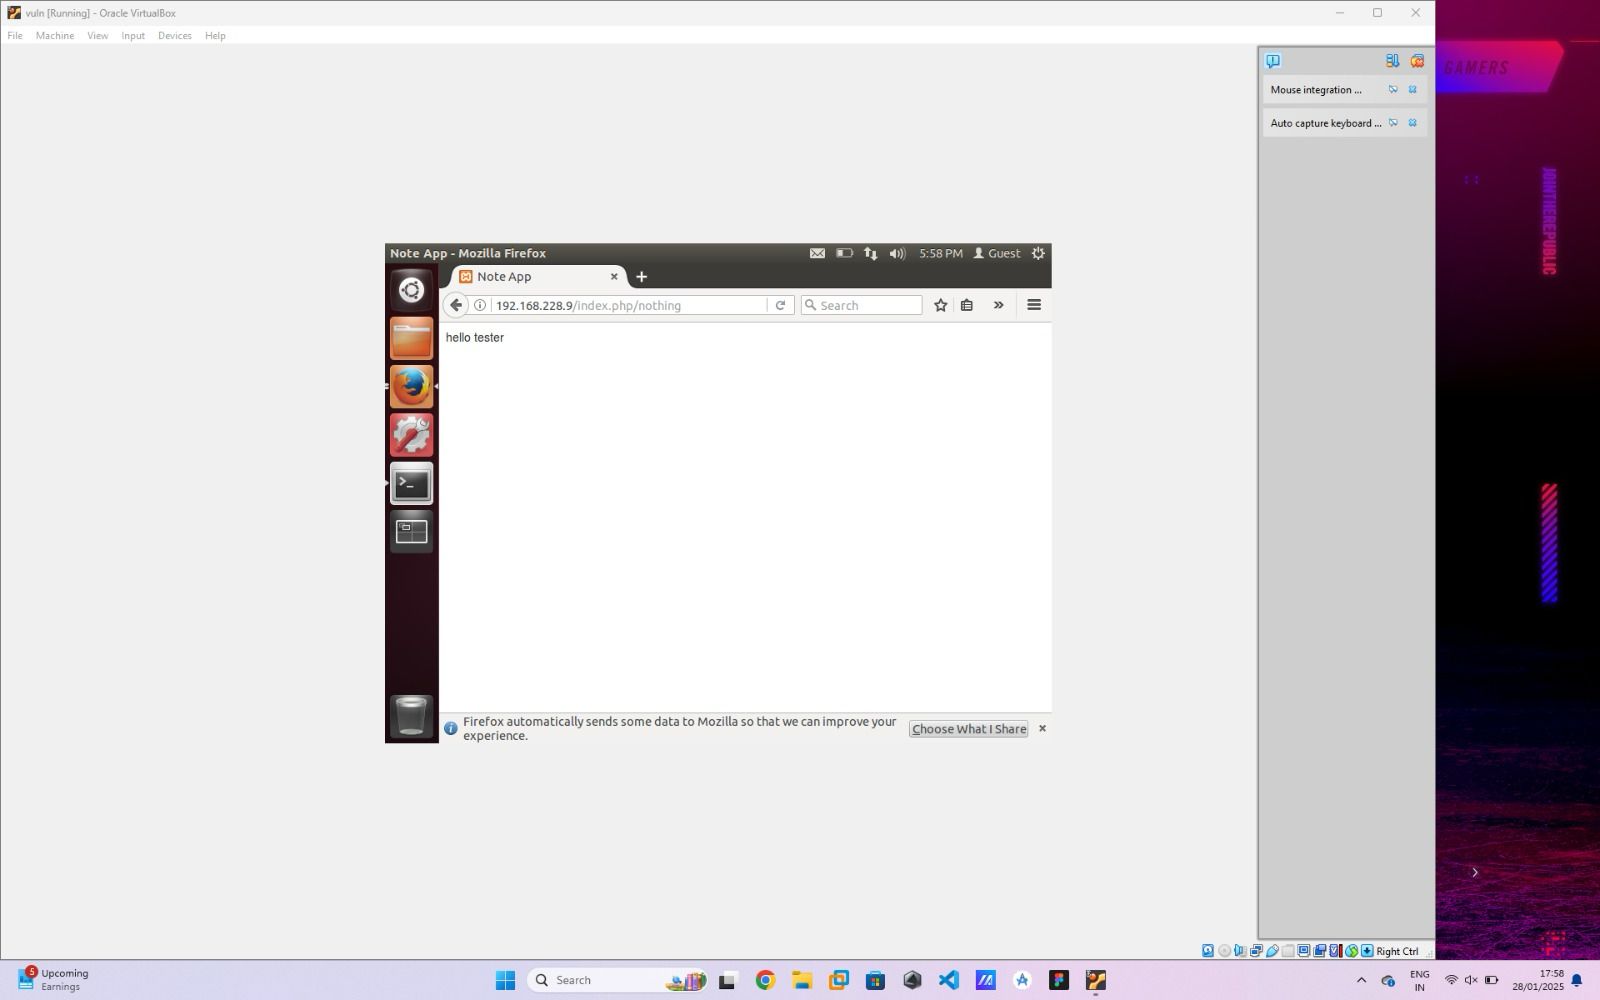 vuln [Running] - Oracle VirtualBox
File Machine View Input Devices Help
GAMERS
Mouse integration ...
Auto capture keyboard ...
JOINTHEREPUBLIC
Note App - Mozilla Firefox
5:58 PM Guest
Note App
192.168.228.9/index.php/nothing
Search
hello tester
Firefox automatically sends some data to Mozilla so that we can improve your
experience.
Choose What I Share
Right Ctrl
5
Upcoming
Earnings
Search
ENG
IN
17:58
28/01/2025